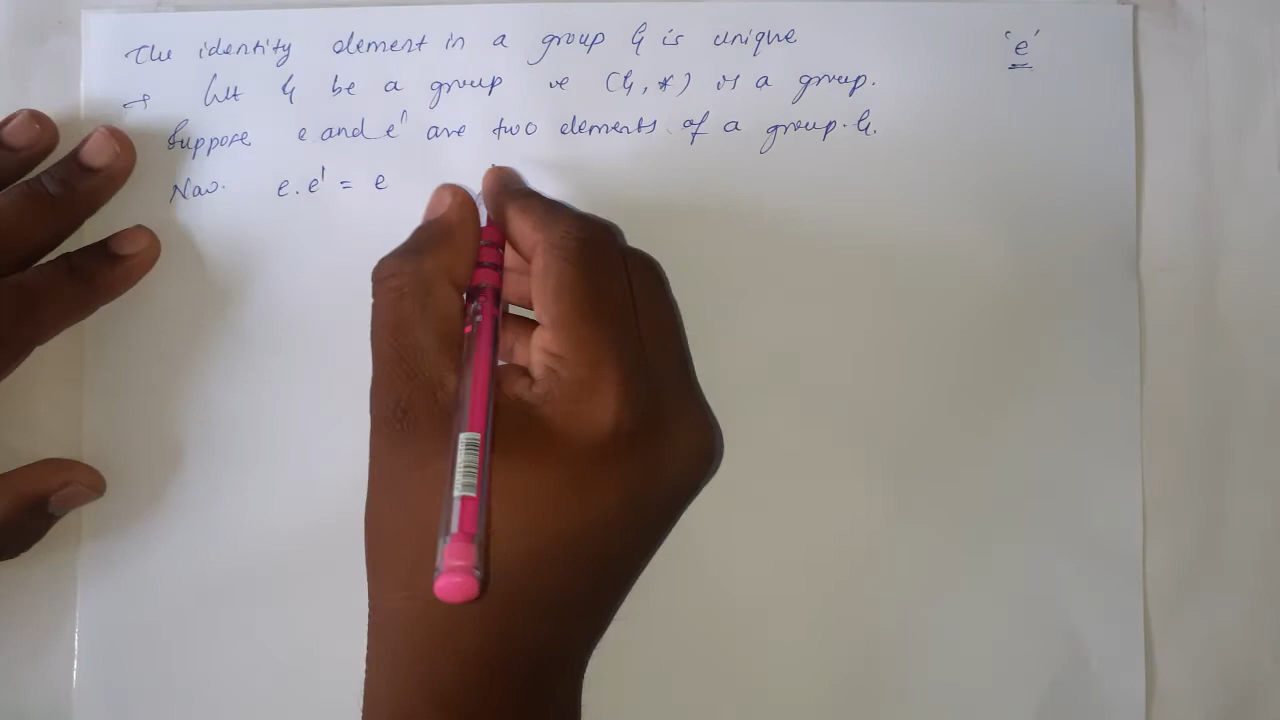 The identity element in a group G is unique
'e'
→ Let G be a group ie (G, *) is a group.
Suppose e and e' are two elements of a group G.
Now. e . e' = e